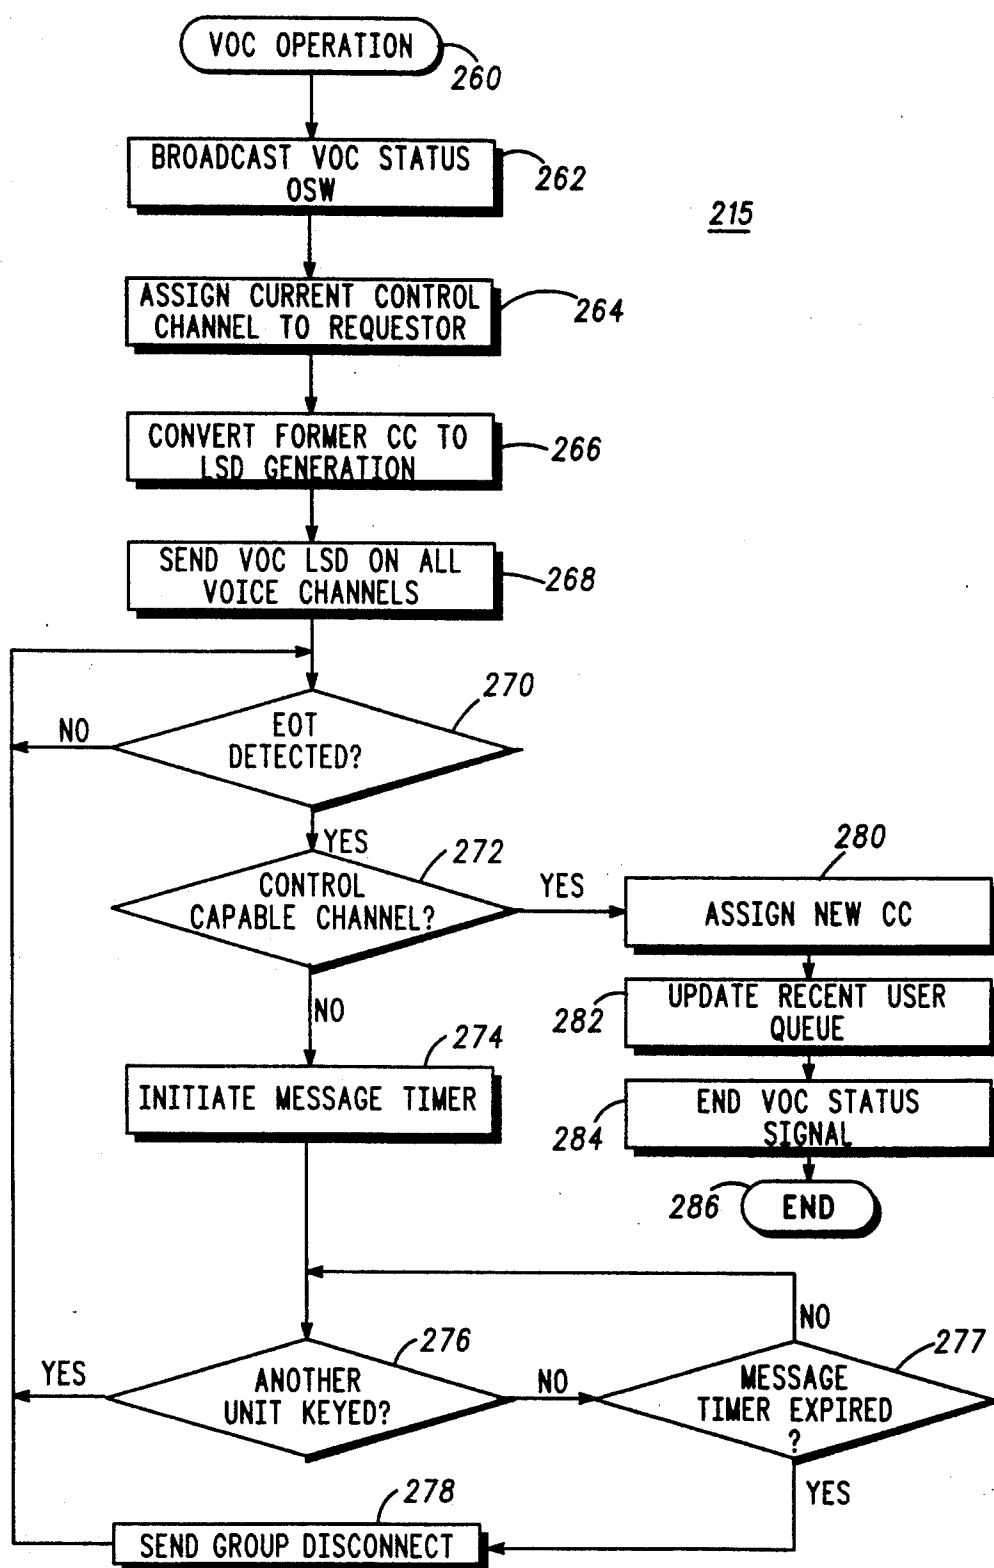 VOC OPERATION
260
BROADCAST VOC STATUS
OSW
262
215
ASSIGN CURRENT CONTROL
CHANNEL TO REQUESTOR
264
CONVERT FORMER CC TO
LSD GENERATION
266
SEND VOC LSD ON ALL
VOICE CHANNELS
268
270
EOT
DETECTED?
NO
YES
272
CONTROL
CAPABLE CHANNEL?
YES
280
ASSIGN NEW CC
NO
282
UPDATE RECENT USER
QUEUE
274
INITIATE MESSAGE TIMER
284
END VOC STATUS
SIGNAL
286
END
NO
276
277
YES
ANOTHER
UNIT KEYED?
NO
MESSAGE
TIMER EXPIRED
?
YES
278
SEND GROUP DISCONNECT